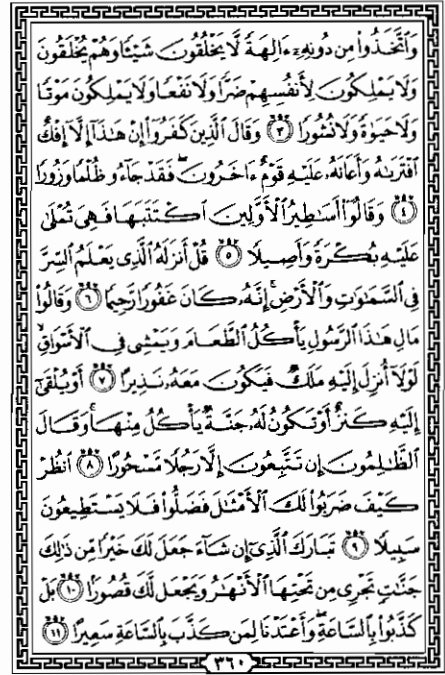 وَٱتَّخَذُوا۟ مِن دُونِهِۦٓ ءَالِهَةً لَّا يَخْلُقُونَ شَيْـًٔا وَهُمْ يُخْلَقُونَ
وَلَا يَمْلِكُونَ لِأَنفُسِهِمْ ضَرًّا وَلَا نَفْعًا وَلَا يَمْلِكُونَ مَوْتًا
وَلَا حَيَوٰةً وَلَا نُشُورًا ٣ وَقَالَ ٱلَّذِينَ كَفَرُوٓا۟ إِنْ هَـٰذَآ إِلَّآ إِفْكٌ
ٱفْتَرَىٰهُ وَأَعَانَهُۥ عَلَيْهِ قَوْمٌ ءَاخَرُونَ ۖ فَقَدْ جَآءُو ظُلْمًا وَزُورًا
٤ وَقَالُوٓا۟ أَسَـٰطِيرُ ٱلْأَوَّلِينَ ٱكْتَتَبَهَا فَهِىَ تُمْلَىٰ
عَلَيْهِ بُكْرَةً وَأَصِيلًا ٥ قُلْ أَنزَلَهُ ٱلَّذِى يَعْلَمُ ٱلسِّرَّ
فِى ٱلسَّمَـٰوَٰتِ وَٱلْأَرْضِ ۚ إِنَّهُۥ كَانَ غَفُورًا رَّحِيمًا ٦ وَقَالُوا۟
مَالِ هَـٰذَا ٱلرَّسُولِ يَأْكُلُ ٱلطَّعَامَ وَيَمْشِى فِى ٱلْأَسْوَاقِ ۙ
لَوْلَآ أُنزِلَ إِلَيْهِ مَلَكٌ فَيَكُونَ مَعَهُۥ نَذِيرًا ٧ أَوْ يُلْقَىٰٓ
إِلَيْهِ كَنزٌ أَوْ تَكُونُ لَهُۥ جَنَّةٌ يَأْكُلُ مِنْهَا ۚ وَقَالَ
ٱلظَّـٰلِمُونَ إِن تَتَّبِعُونَ إِلَّا رَجُلًا مَّسْحُورًا ٨ ٱنظُرْ
كَيْفَ ضَرَبُوا۟ لَكَ ٱلْأَمْثَـٰلَ فَضَلُّوا۟ فَلَا يَسْتَطِيعُونَ
سَبِيلًا ٩ تَبَارَكَ ٱلَّذِىٓ إِن شَآءَ جَعَلَ لَكَ خَيْرًا مِّن ذَٰلِكَ
جَنَّـٰتٍ تَجْرِى مِن تَحْتِهَا ٱلْأَنْهَـٰرُ وَيَجْعَل لَّكَ قُصُورًۢا ١٠ بَلْ
كَذَّبُوا۟ بِٱلسَّاعَةِ ۖ وَأَعْتَدْنَا لِمَن كَذَّبَ بِٱلسَّاعَةِ سَعِيرًا ١١
٣٦٠